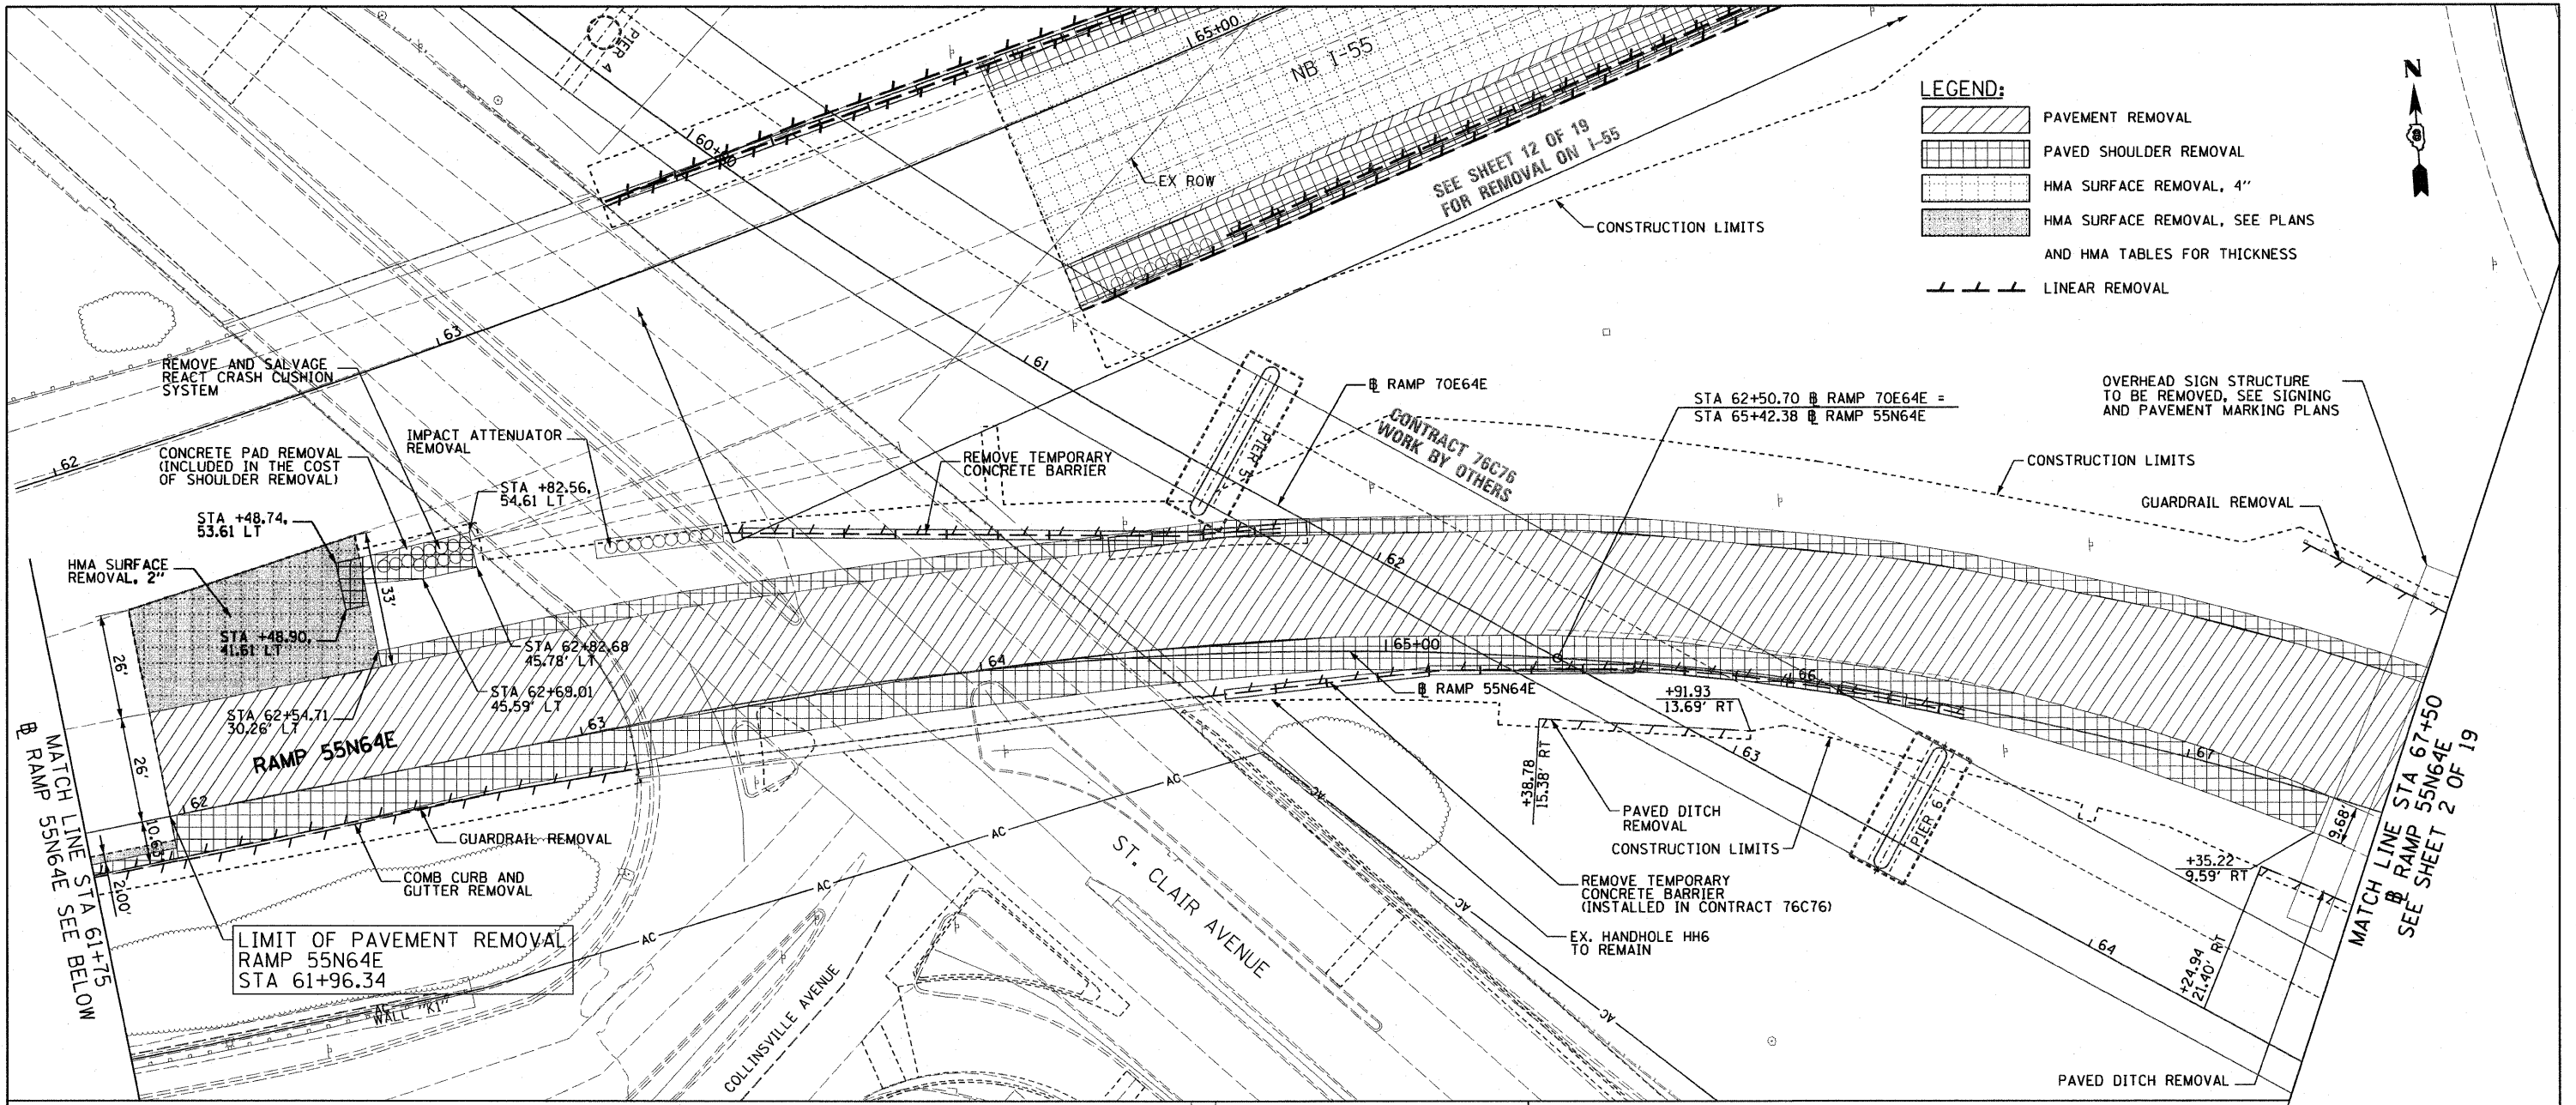 PIER 4
65+00
NB I-55
60+00
EX ROW
SEE SHEET 12 OF 19
FOR REMOVAL ON I-55
CONSTRUCTION LIMITS
LEGEND:
PAVEMENT REMOVAL
PAVED SHOULDER REMOVAL
HMA SURFACE REMOVAL, 4"
HMA SURFACE REMOVAL, SEE PLANS
AND HMA TABLES FOR THICKNESS
LINEAR REMOVAL
N
63
62
61
REMOVE AND SALVAGE
REACT CRASH CUSHION
SYSTEM
IMPACT ATTENUATOR
REMOVAL
CONCRETE PAD REMOVAL
(INCLUDED IN THE COST
OF SHOULDER REMOVAL)
STA +82.56,
54.61 LT
STA +48.74,
53.61 LT
HMA SURFACE
REMOVAL, 2"
STA +48.90,
41.61 LT
33'
26'
26'
STA 62+82.68
45.78' LT
STA 62+69.01
45.59' LT
STA 62+54.71
30.26' LT
RAMP 55N64E
REMOVE TEMPORARY
CONCRETE BARRIER
PIER 5
℄ RAMP 70E64E
CONTRACT 76C76
WORK BY OTHERS
STA 62+50.70 ℄ RAMP 70E64E =
STA 65+42.38 ℄ RAMP 55N64E
OVERHEAD SIGN STRUCTURE
TO BE REMOVED, SEE SIGNING
AND PAVEMENT MARKING PLANS
CONSTRUCTION LIMITS
GUARDRAIL REMOVAL
62
62
63
64
65+00
66
67
63
64
℄ RAMP 55N64E
+91.93
13.69' RT
+38.78
15.38' RT
PAVED DITCH
REMOVAL
CONSTRUCTION LIMITS
PIER 6
REMOVE TEMPORARY
CONCRETE BARRIER
(INSTALLED IN CONTRACT 76C76)
EX. HANDHOLE HH6
TO REMAIN
9.68'
+35.22
9.59' RT
+24.94
21.40' RT
PAVED DITCH REMOVAL
MATCH LINE STA 67+50
℄ RAMP 55N64E
SEE SHEET 2 OF 19
MATCH LINE STA 61+75
℄ RAMP 55N64E SEE BELOW
2.00'
GUARDRAIL REMOVAL
COMB CURB AND
GUTTER REMOVAL
LIMIT OF PAVEMENT REMOVAL
RAMP 55N64E
STA 61+96.34
WALL "K1"
AC
AC
AC
AC
AC
AC
AC
AC
COLLINSVILLE AVENUE
ST. CLAIR AVENUE